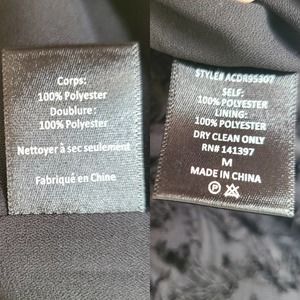 Corps:
100% Polyester
Doublure:
100% Polyester
Nettoyer à sec seulement
Fabriqué en Chine
STYLE# ACDR95307
SELF:
100% POLYESTER
LINING:
100% POLYESTER
DRY CLEAN ONLY
RN# 141397
M
MADE IN CHINA
P